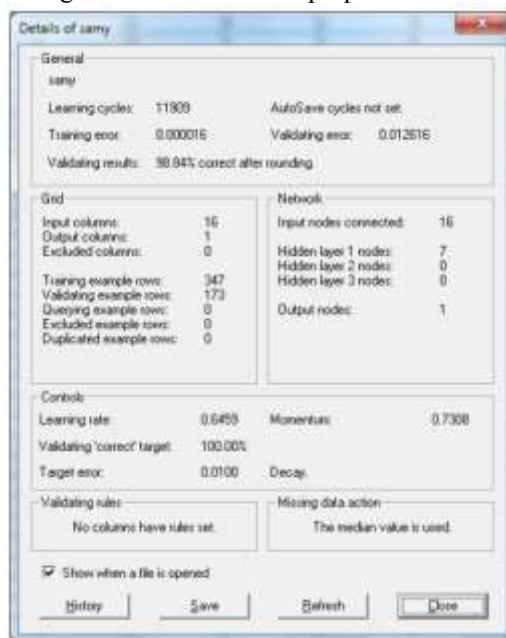 Details of samy
General
samy
Learning cycles: 11909 AutoSave cycles not set.
Training error: 0.000016 Validating error: 0.012616
Validating results: 98.84% correct after rounding.
Grid
Input columns: 16
Output columns: 1
Excluded columns: 0
Training example rows: 347
Validating example rows: 173
Querying example rows: 0
Excluded example rows: 0
Duplicated example rows: 0
Network
Input nodes connected: 16
Hidden layer 1 nodes: 7
Hidden layer 2 nodes: 0
Hidden layer 3 nodes: 0
Output nodes: 1
Controls
Learning rate: 0.6459 Momentum: 0.7308
Validating 'correct' target: 100.00%
Target error: 0.0100 Decay.
Validating rules
No columns have rules set.
Missing data action
The median value is used.
Show when a file is opened
History Save Refresh Close